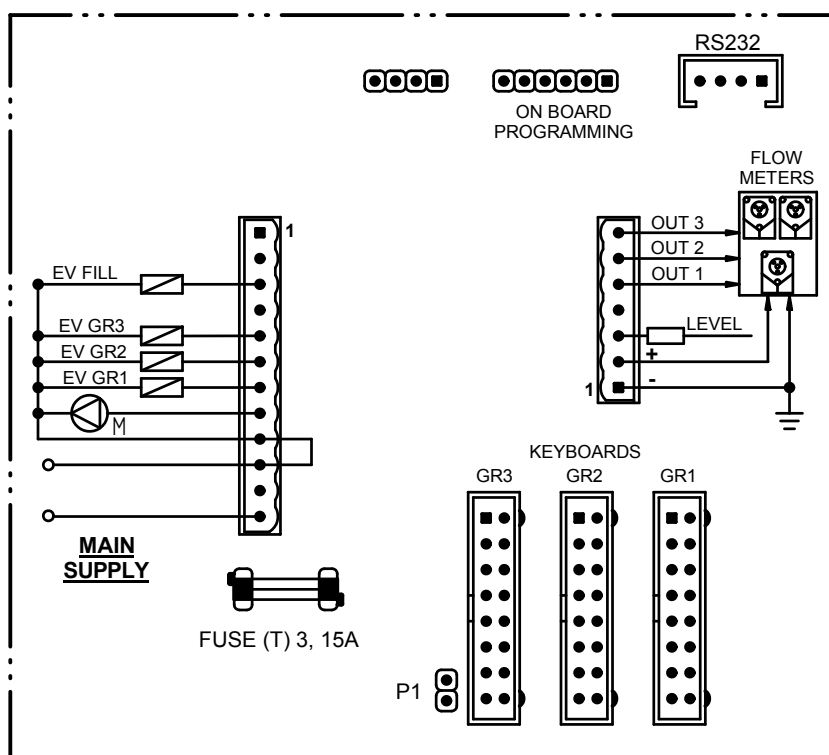 RS232
ON BOARD
PROGRAMMING
FLOW
METERS
1
OUT 3
OUT 2
OUT 1
EV FILL
EV GR3
LEVEL
EV GR2
+
EV GR1
-
1
M
KEYBOARDS
GR3
GR2
GR1
MAIN
SUPPLY
FUSE (T) 3, 15A
P1